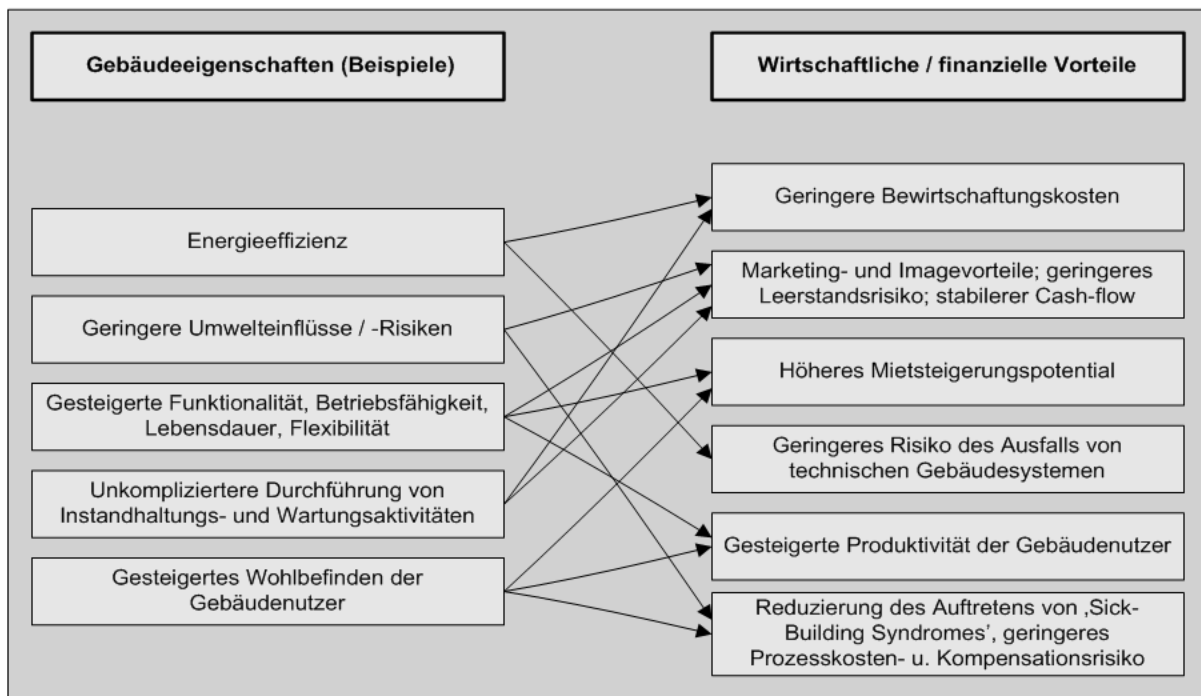 Gebäudeeigenschaften (Beispiele)
Wirtschaftliche / finanzielle Vorteile
Energieeffizienz
Geringere Umwelteinflüsse / -Risiken
Gesteigerte Funktionalität, Betriebsfähigkeit,
Lebensdauer, Flexibilität
Unkompliziertere Durchführung von
Instandhaltungs- und Wartungsaktivitäten
Gesteigertes Wohlbefinden der
Gebäudenutzer
Geringere Bewirtschaftungskosten
Marketing- und Imagevorteile; geringeres
Leerstandsrisiko; stabilerer Cash-flow
Höheres Mietsteigerungspotential
Geringeres Risiko des Ausfalls von
technischen Gebäudesystemen
Gesteigerte Produktivität der Gebäudenutzer
Reduzierung des Auftretens von ‚Sick-
Building Syndromes’, geringeres
Prozesskosten- u. Kompensationsrisiko